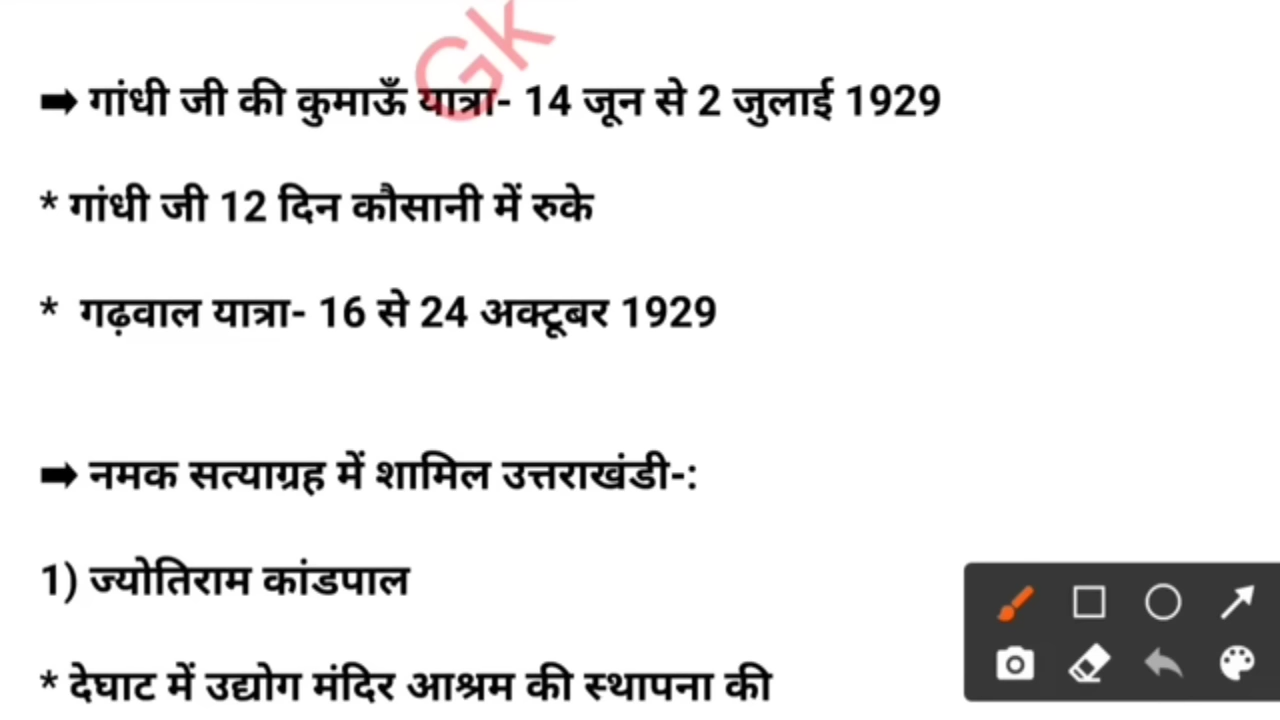 Gk
➡ गांधी जी की कुमाऊँ यात्रा- 14 जून से 2 जुलाई 1929
* गांधी जी 12 दिन कौसानी में रुके
* गढ़वाल यात्रा- 16 से 24 अक्टूबर 1929
➡ नमक सत्याग्रह में शामिल उत्तराखंडी-:
1) ज्योतिराम कांडपाल
* देघाट में उद्योग मंदिर आश्रम की स्थापना की